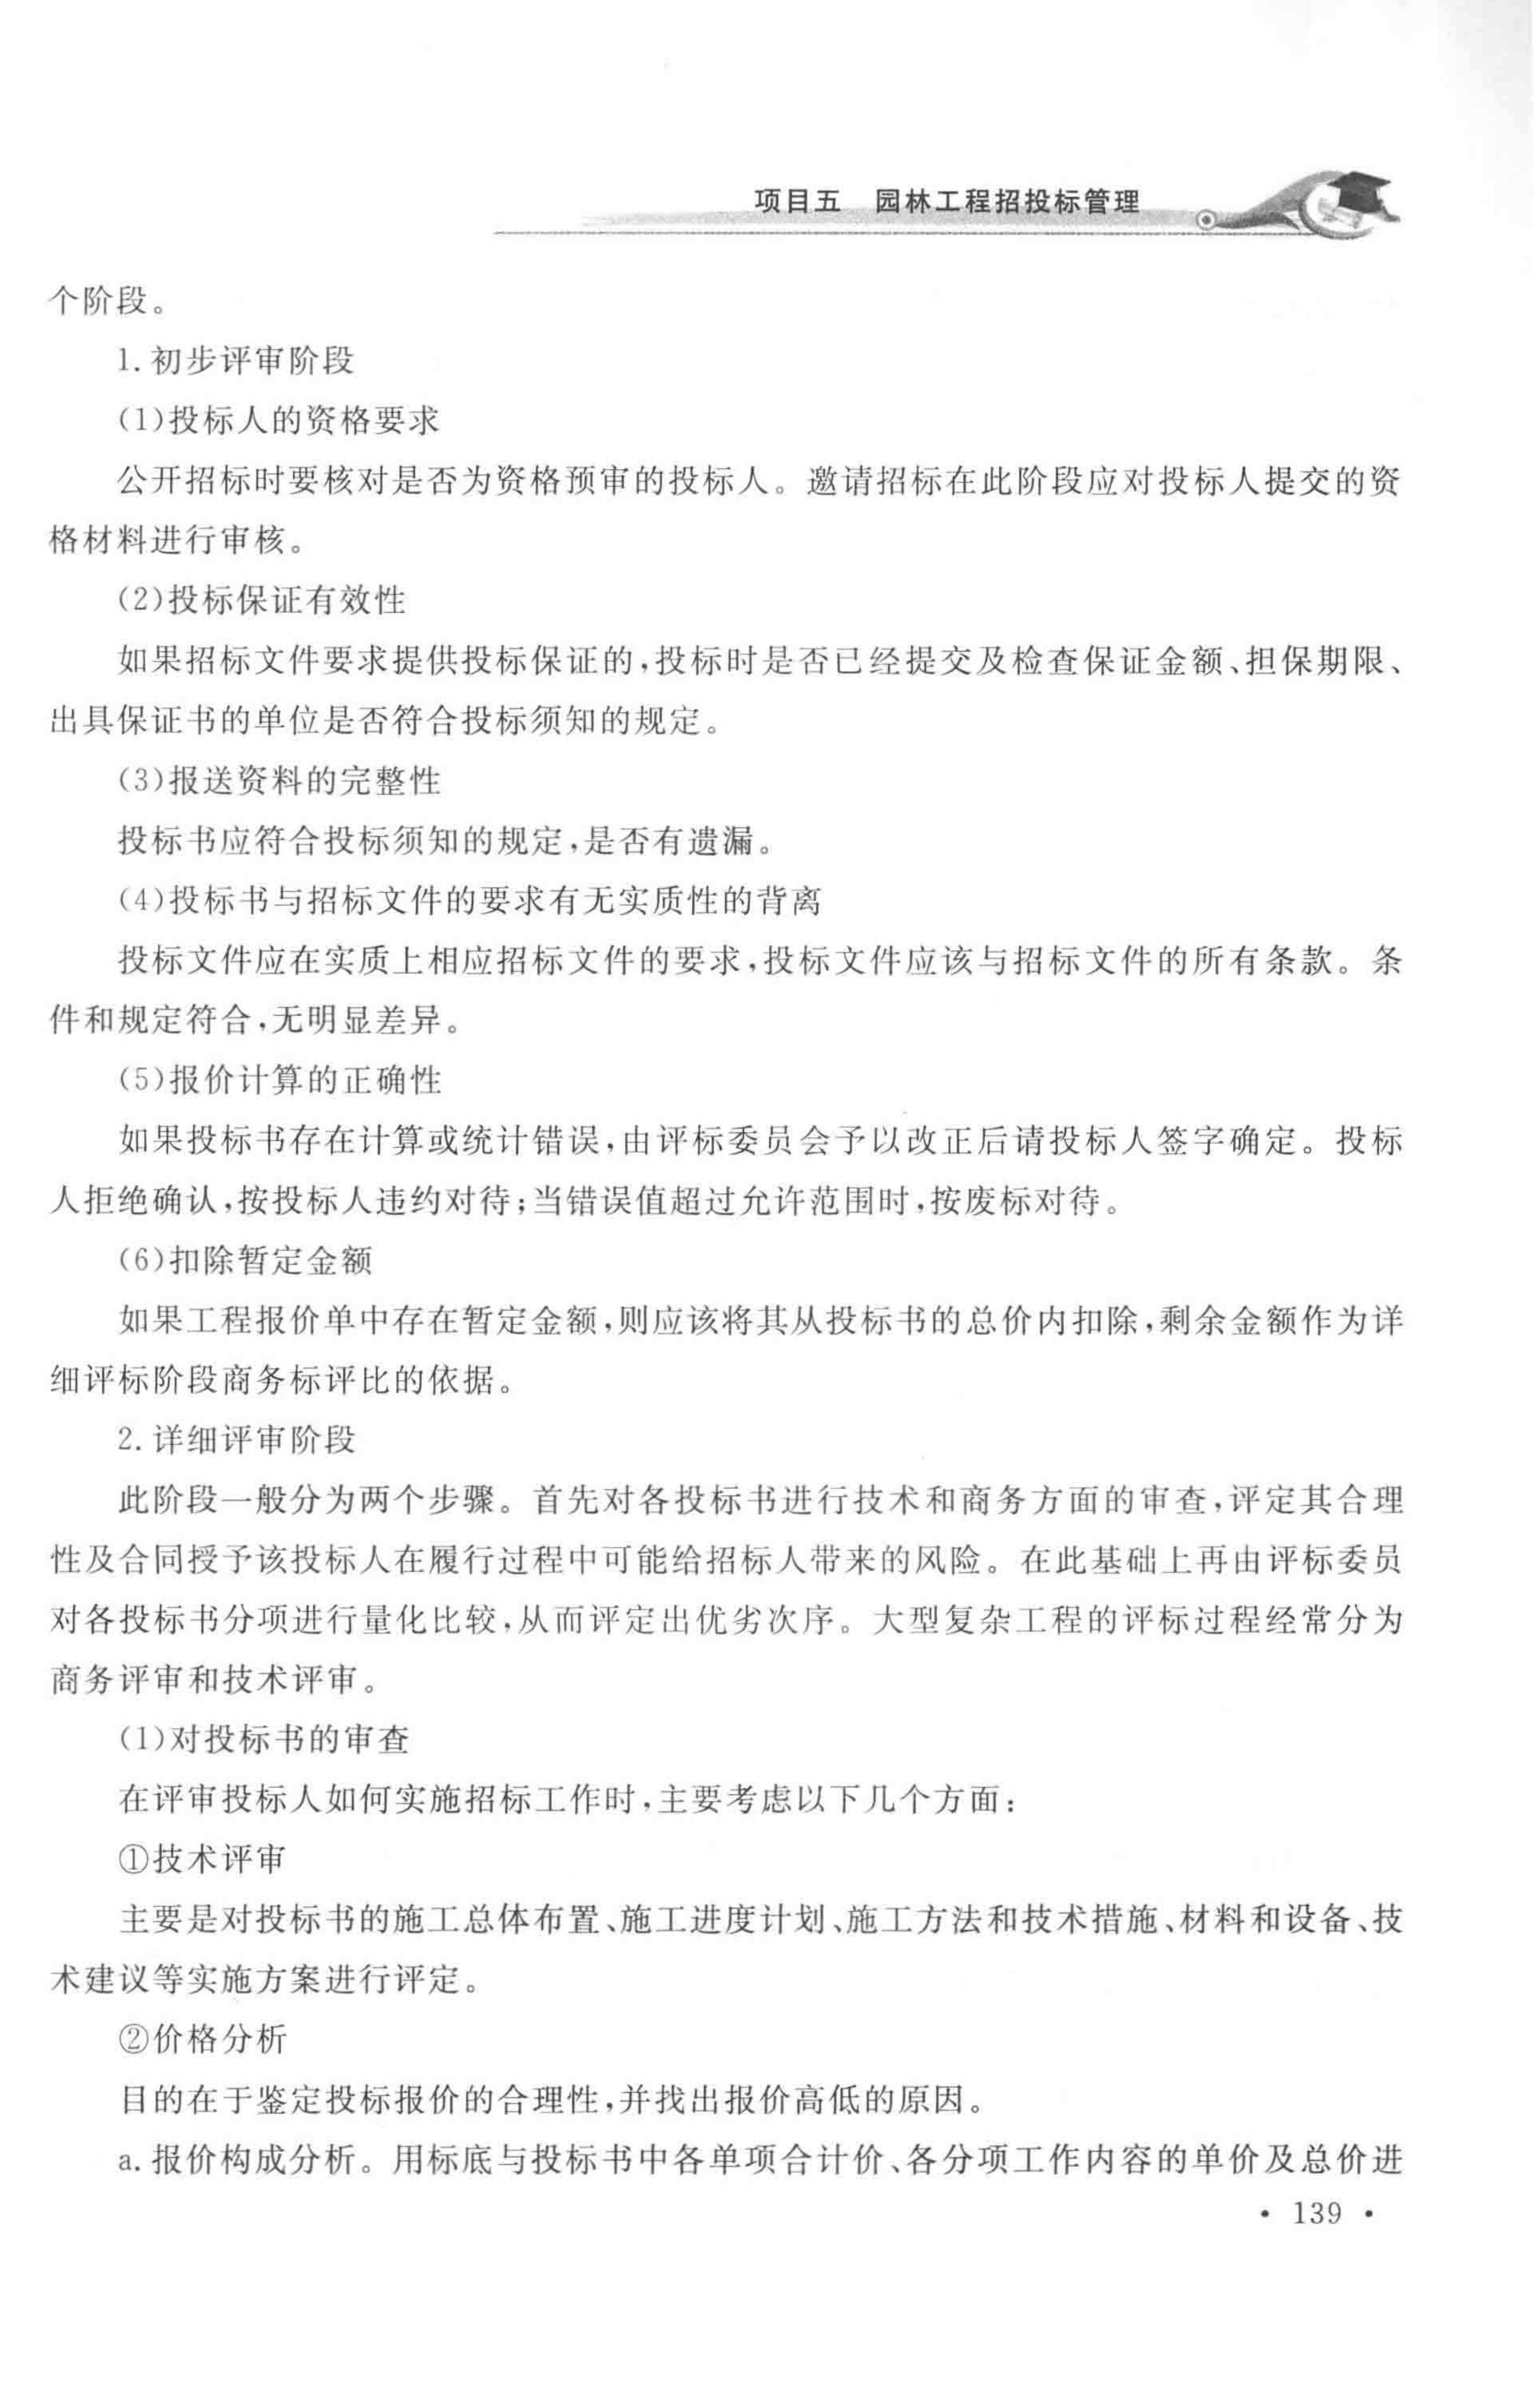 项目五　园林工程招投标管理
个阶段。
1.初步评审阶段
(1)投标人的资格要求
公开招标时要核对是否为资格预审的投标人。邀请招标在此阶段应对投标人提交的资
格材料进行审核。
(2)投标保证有效性
如果招标文件要求提供投标保证的,投标时是否已经提交及检查保证金额、担保期限、
出具保证书的单位是否符合投标须知的规定。
(3)报送资料的完整性
投标书应符合投标须知的规定,是否有遗漏。
(4)投标书与招标文件的要求有无实质性的背离
投标文件应在实质上相应招标文件的要求,投标文件应该与招标文件的所有条款。条
件和规定符合,无明显差异。
(5)报价计算的正确性
如果投标书存在计算或统计错误,由评标委员会予以改正后请投标人签字确定。投标
人拒绝确认,按投标人违约对待;当错误值超过允许范围时,按废标对待。
(6)扣除暂定金额
如果工程报价单中存在暂定金额,则应该将其从投标书的总价内扣除,剩余金额作为详
细评标阶段商务标评比的依据。
2.详细评审阶段
此阶段一般分为两个步骤。首先对各投标书进行技术和商务方面的审查,评定其合理
性及合同授予该投标人在履行过程中可能给招标人带来的风险。在此基础上再由评标委员
对各投标书分项进行量化比较,从而评定出优劣次序。大型复杂工程的评标过程经常分为
商务评审和技术评审。
(1)对投标书的审查
在评审投标人如何实施招标工作时,主要考虑以下几个方面:
①技术评审
主要是对投标书的施工总体布置、施工进度计划、施工方法和技术措施、材料和设备、技
术建议等实施方案进行评定。
②价格分析
目的在于鉴定投标报价的合理性,并找出报价高低的原因。
a.报价构成分析。用标底与投标书中各单项合计价、各分项工作内容的单价及总价进
• 139 •